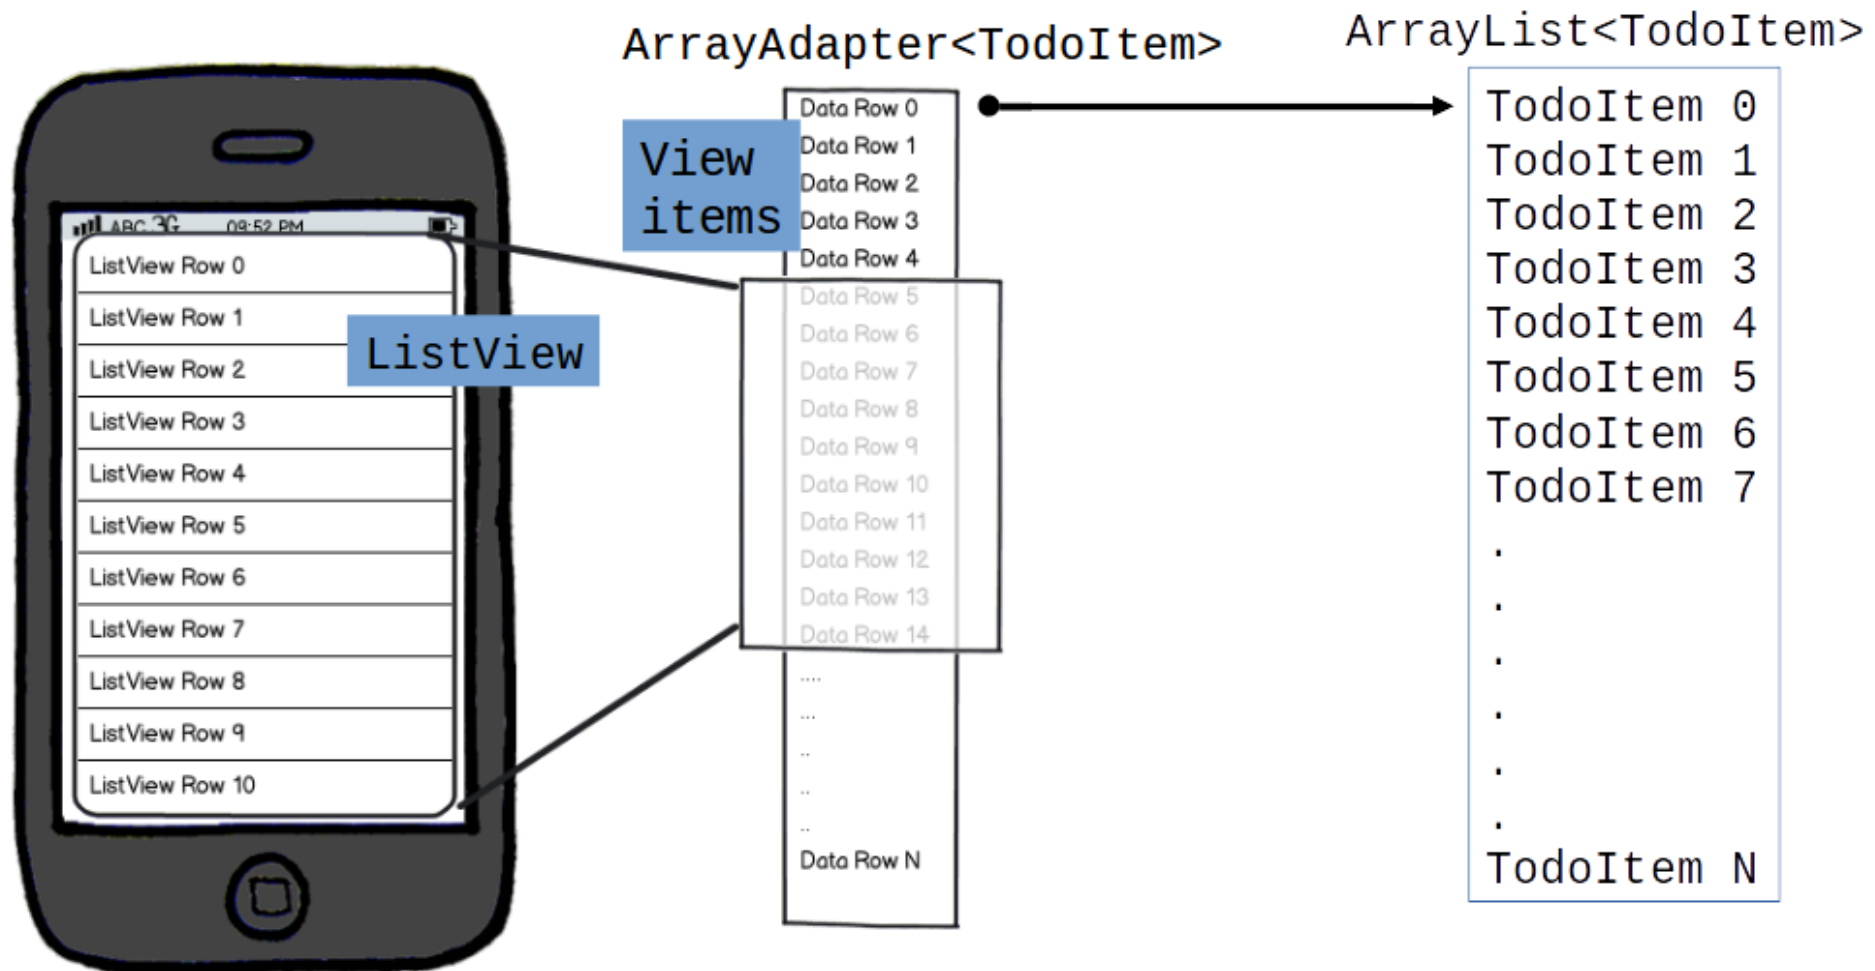 ArrayAdapter<TodoItem>
ArrayList<TodoItem>
ABC 3G 09:52 PM
ListView Row 0
ListView Row 1
ListView Row 2
ListView Row 3
ListView Row 4
ListView Row 5
ListView Row 6
ListView Row 7
ListView Row 8
ListView Row 9
ListView Row 10
ListView
View
items
Data Row 0
Data Row 1
Data Row 2
Data Row 3
Data Row 4
Data Row 5
Data Row 6
Data Row 7
Data Row 8
Data Row 9
Data Row 10
Data Row 11
Data Row 12
Data Row 13
Data Row 14
....
...
..
..
..
Data Row N
TodoItem 0
TodoItem 1
TodoItem 2
TodoItem 3
TodoItem 4
TodoItem 5
TodoItem 6
TodoItem 7
.
.
.
.
.
.
TodoItem N